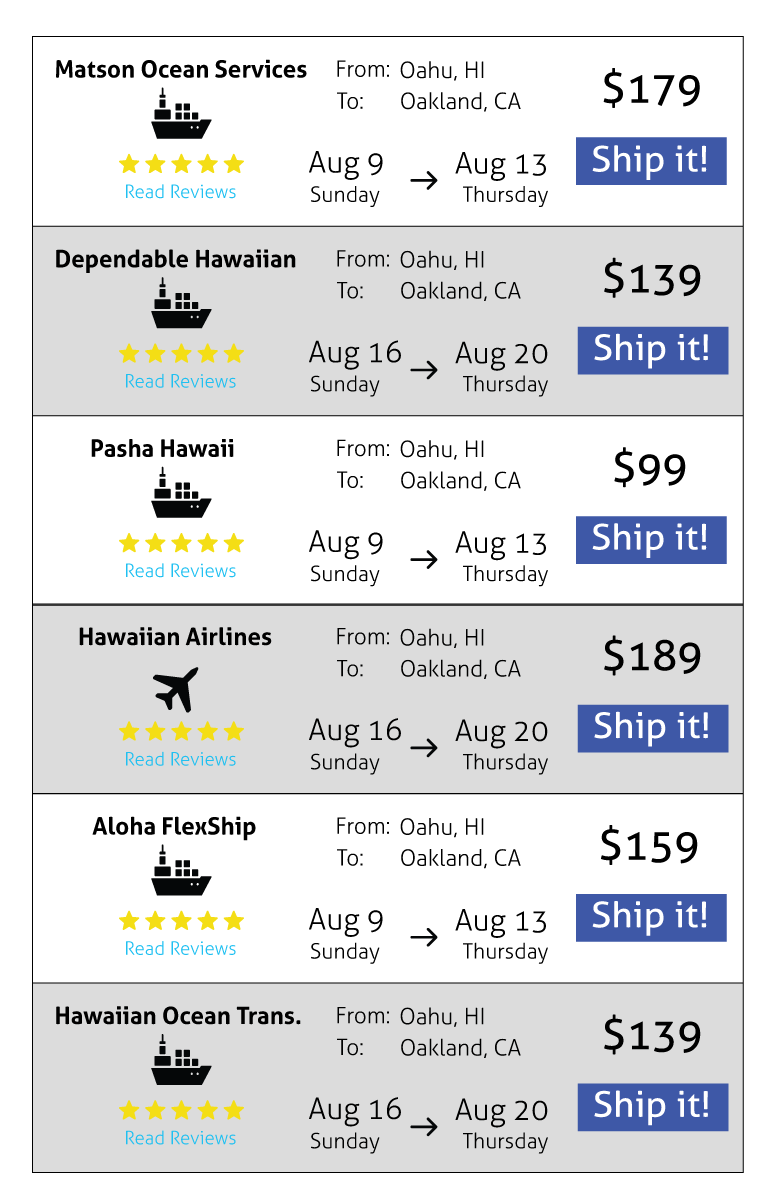 Matson Ocean Services
From: Oahu, HI
To: Oakland, CA
$179
Aug 9 → Aug 13
Sunday Thursday
Ship it!
Read Reviews
Dependable Hawaiian
From: Oahu, HI
To: Oakland, CA
$139
Aug 16 → Aug 20
Sunday Thursday
Ship it!
Read Reviews
Pasha Hawaii
From: Oahu, HI
To: Oakland, CA
$99
Aug 9 → Aug 13
Sunday Thursday
Ship it!
Read Reviews
Hawaiian Airlines
From: Oahu, HI
To: Oakland, CA
$189
Aug 16 → Aug 20
Sunday Thursday
Ship it!
Read Reviews
Aloha FlexShip
From: Oahu, HI
To: Oakland, CA
$159
Aug 9 → Aug 13
Sunday Thursday
Ship it!
Read Reviews
Hawaiian Ocean Trans.
From: Oahu, HI
To: Oakland, CA
$139
Aug 16 → Aug 20
Sunday Thursday
Ship it!
Read Reviews